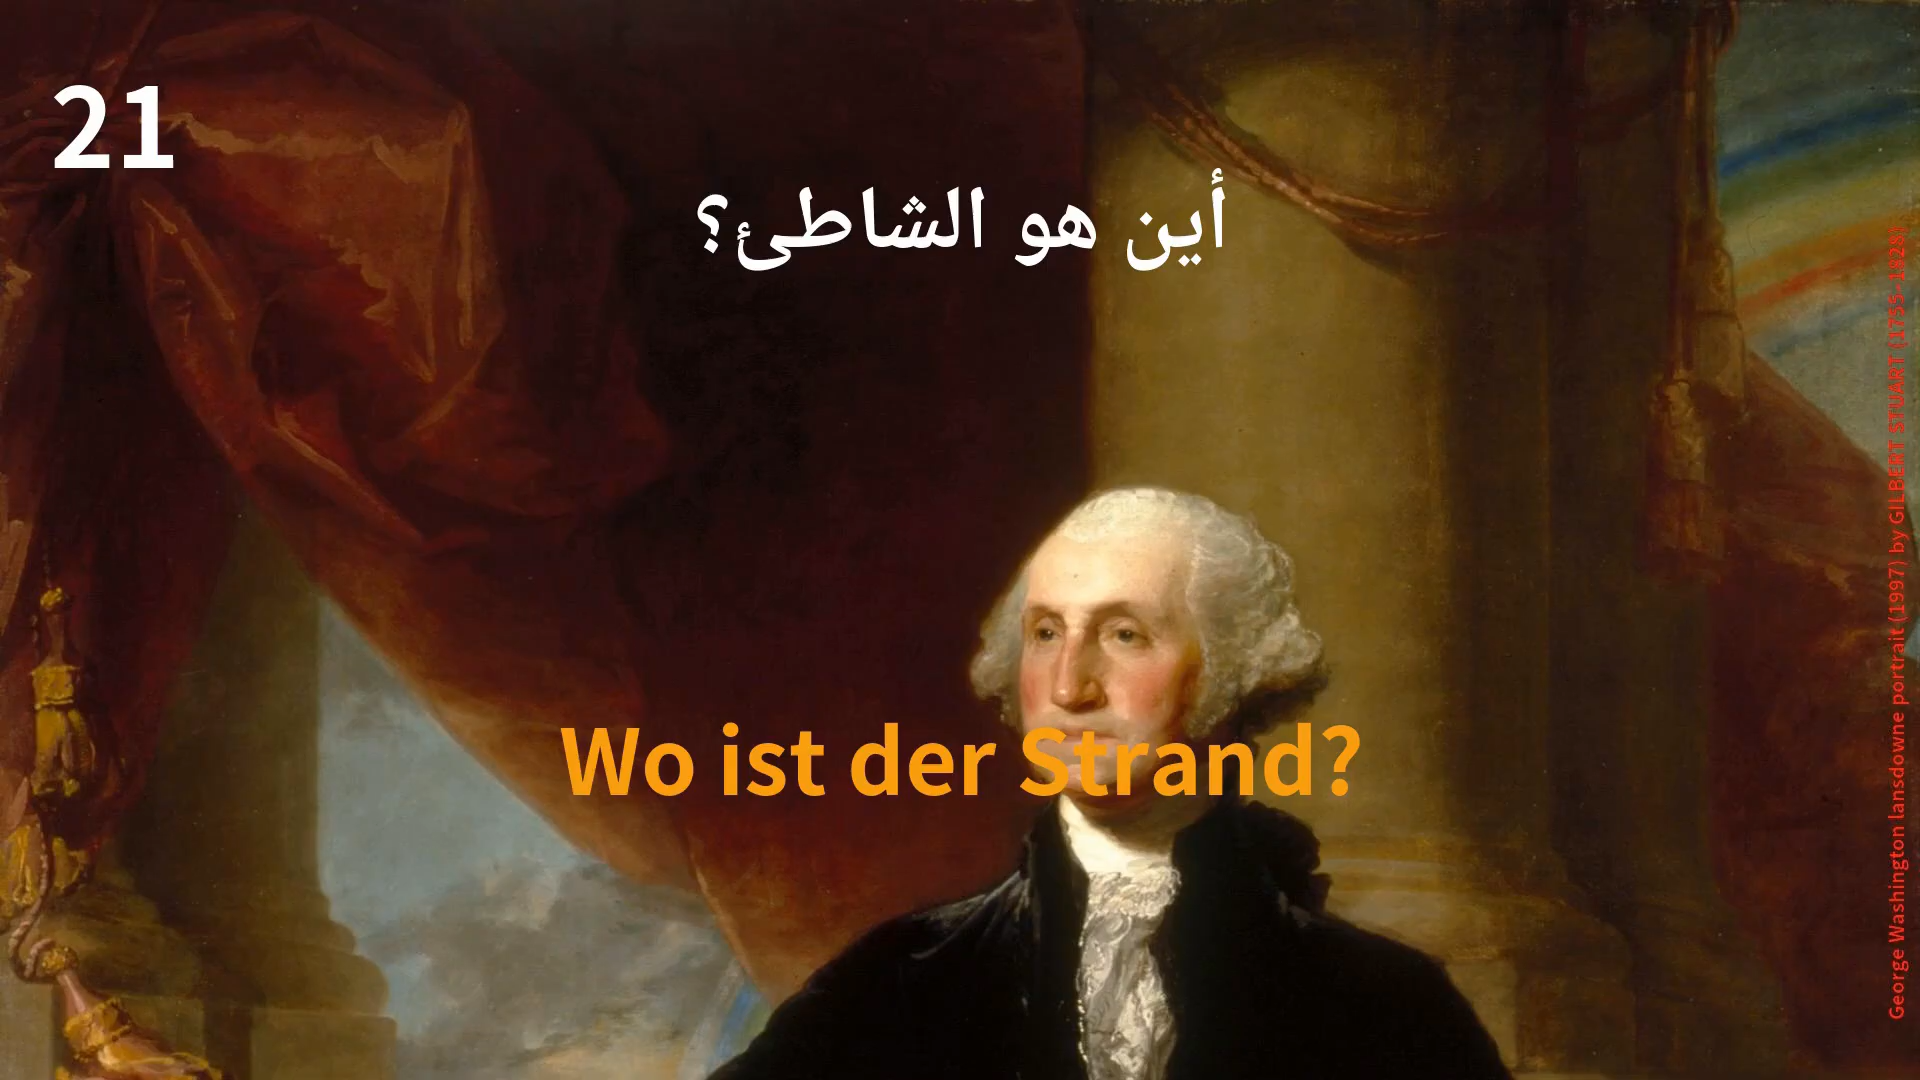 21
أين هو الشاطئ؟
Wo ist der Strand?
George Washington lansdowne portrait (1997) by GILBERT STUART (1755-1828)